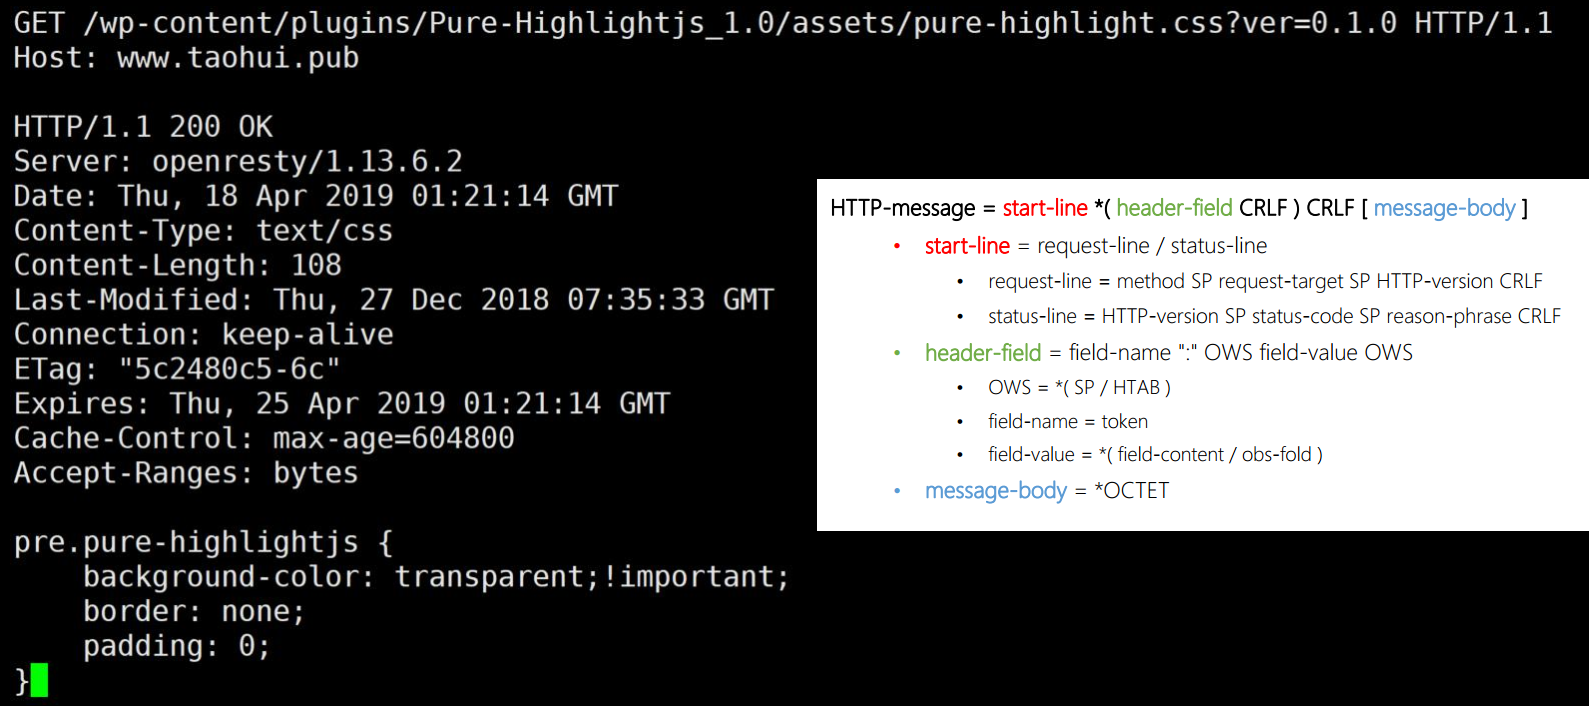 GET /wp-content/plugins/Pure-Highlightjs_1.0/assets/pure-highlight.css?ver=0.1.0 HTTP/1.1
Host: www.taohui.pub

HTTP/1.1 200 OK
Server: openresty/1.13.6.2
Date: Thu, 18 Apr 2019 01:21:14 GMT
Content-Type: text/css
Content-Length: 108
Last-Modified: Thu, 27 Dec 2018 07:35:33 GMT
Connection: keep-alive
ETag: "5c2480c5-6c"
Expires: Thu, 25 Apr 2019 01:21:14 GMT
Cache-Control: max-age=604800
Accept-Ranges: bytes

pre.pure-highlightjs {
    background-color: transparent;!important;
    border: none;
    padding: 0;
}
HTTP-message = start-line *( header-field CRLF ) CRLF [ message-body ]
• start-line = request-line / status-line
• request-line = method SP request-target SP HTTP-version CRLF
• status-line = HTTP-version SP status-code SP reason-phrase CRLF
• header-field = field-name ":" OWS field-value OWS
• OWS = *( SP / HTAB )
• field-name = token
• field-value = *( field-content / obs-fold )
• message-body = *OCTET